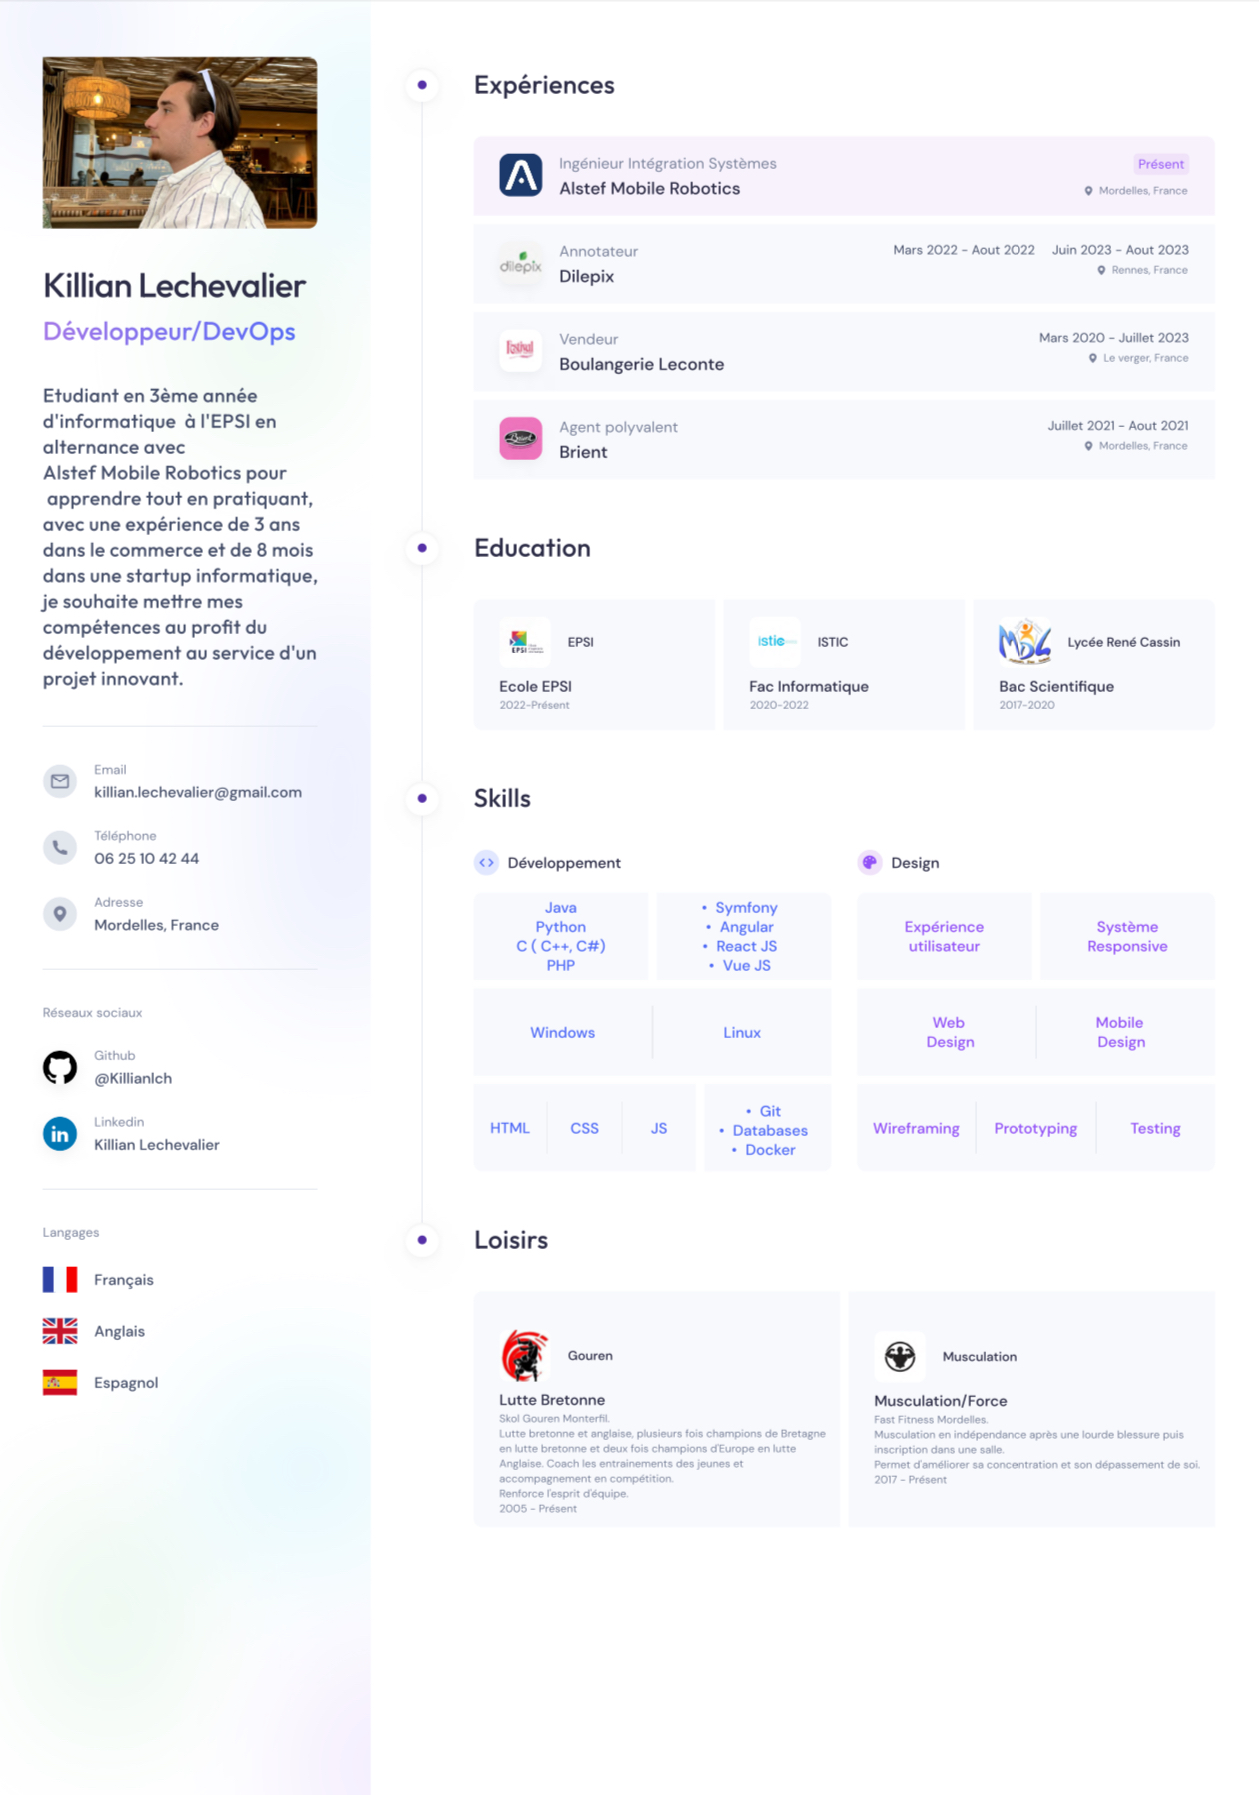 Killian Lechevalier
Développeur/DevOps
Etudiant en 3ème année
d'informatique à l'EPSI en
alternance avec
Alstef Mobile Robotics pour
apprendre tout en pratiquant,
avec une expérience de 3 ans
dans le commerce et de 8 mois
dans une startup informatique,
je souhaite mettre mes
compétences au profit du
développement au service d'un
projet innovant.
Email
killian.lechevalier@gmail.com
Téléphone
06 25 10 42 44
Adresse
Mordelles, France
Réseaux sociaux
Github
@Killianlch
in
Linkedin
Killian Lechevalier
Langages
Français
Anglais
Espagnol
Expériences
Ingénieur Intégration Systèmes
Présent
Alstef Mobile Robotics
Mordelles, France
dilepix
Annotateur
Mars 2022 - Aout 2022 Juin 2023 - Aout 2023
Dilepix
Rennes, France
Festival
Vendeur
Mars 2020 - Juillet 2023
Boulangerie Leconte
Le verger, France
Brient
Agent polyvalent
Juillet 2021 - Aout 2021
Brient
Mordelles, France
Education
EPSI
EPSI
Ecole EPSI
2022-Présent
istic
ISTIC
Fac Informatique
2020-2022
MDL
Lycée René Cassin
Bac Scientifique
2017-2020
Skills
Développement
Java
Python
C ( C++, C#)
PHP
• Symfony
• Angular
• React JS
• Vue JS
Windows
Linux
HTML
CSS
JS
• Git
• Databases
• Docker
Design
Expérience
utilisateur
Système
Responsive
Web
Design
Mobile
Design
Wireframing
Prototyping
Testing
Loisirs
Gouren
Lutte Bretonne
Skol Gouren Monterfil.
Lutte bretonne et anglaise, plusieurs fois champions de Bretagne
en lutte bretonne et deux fois champions d'Europe en lutte
Anglaise. Coach les entrainements des jeunes et
accompagnement en compétition.
Renforce l'esprit d'équipe.
2005 - Présent
Musculation
Musculation/Force
Fast Fitness Mordelles.
Musculation en indépendance après une lourde blessure puis
inscription dans une salle.
Permet d'améliorer sa concentration et son dépassement de soi.
2017 - Présent